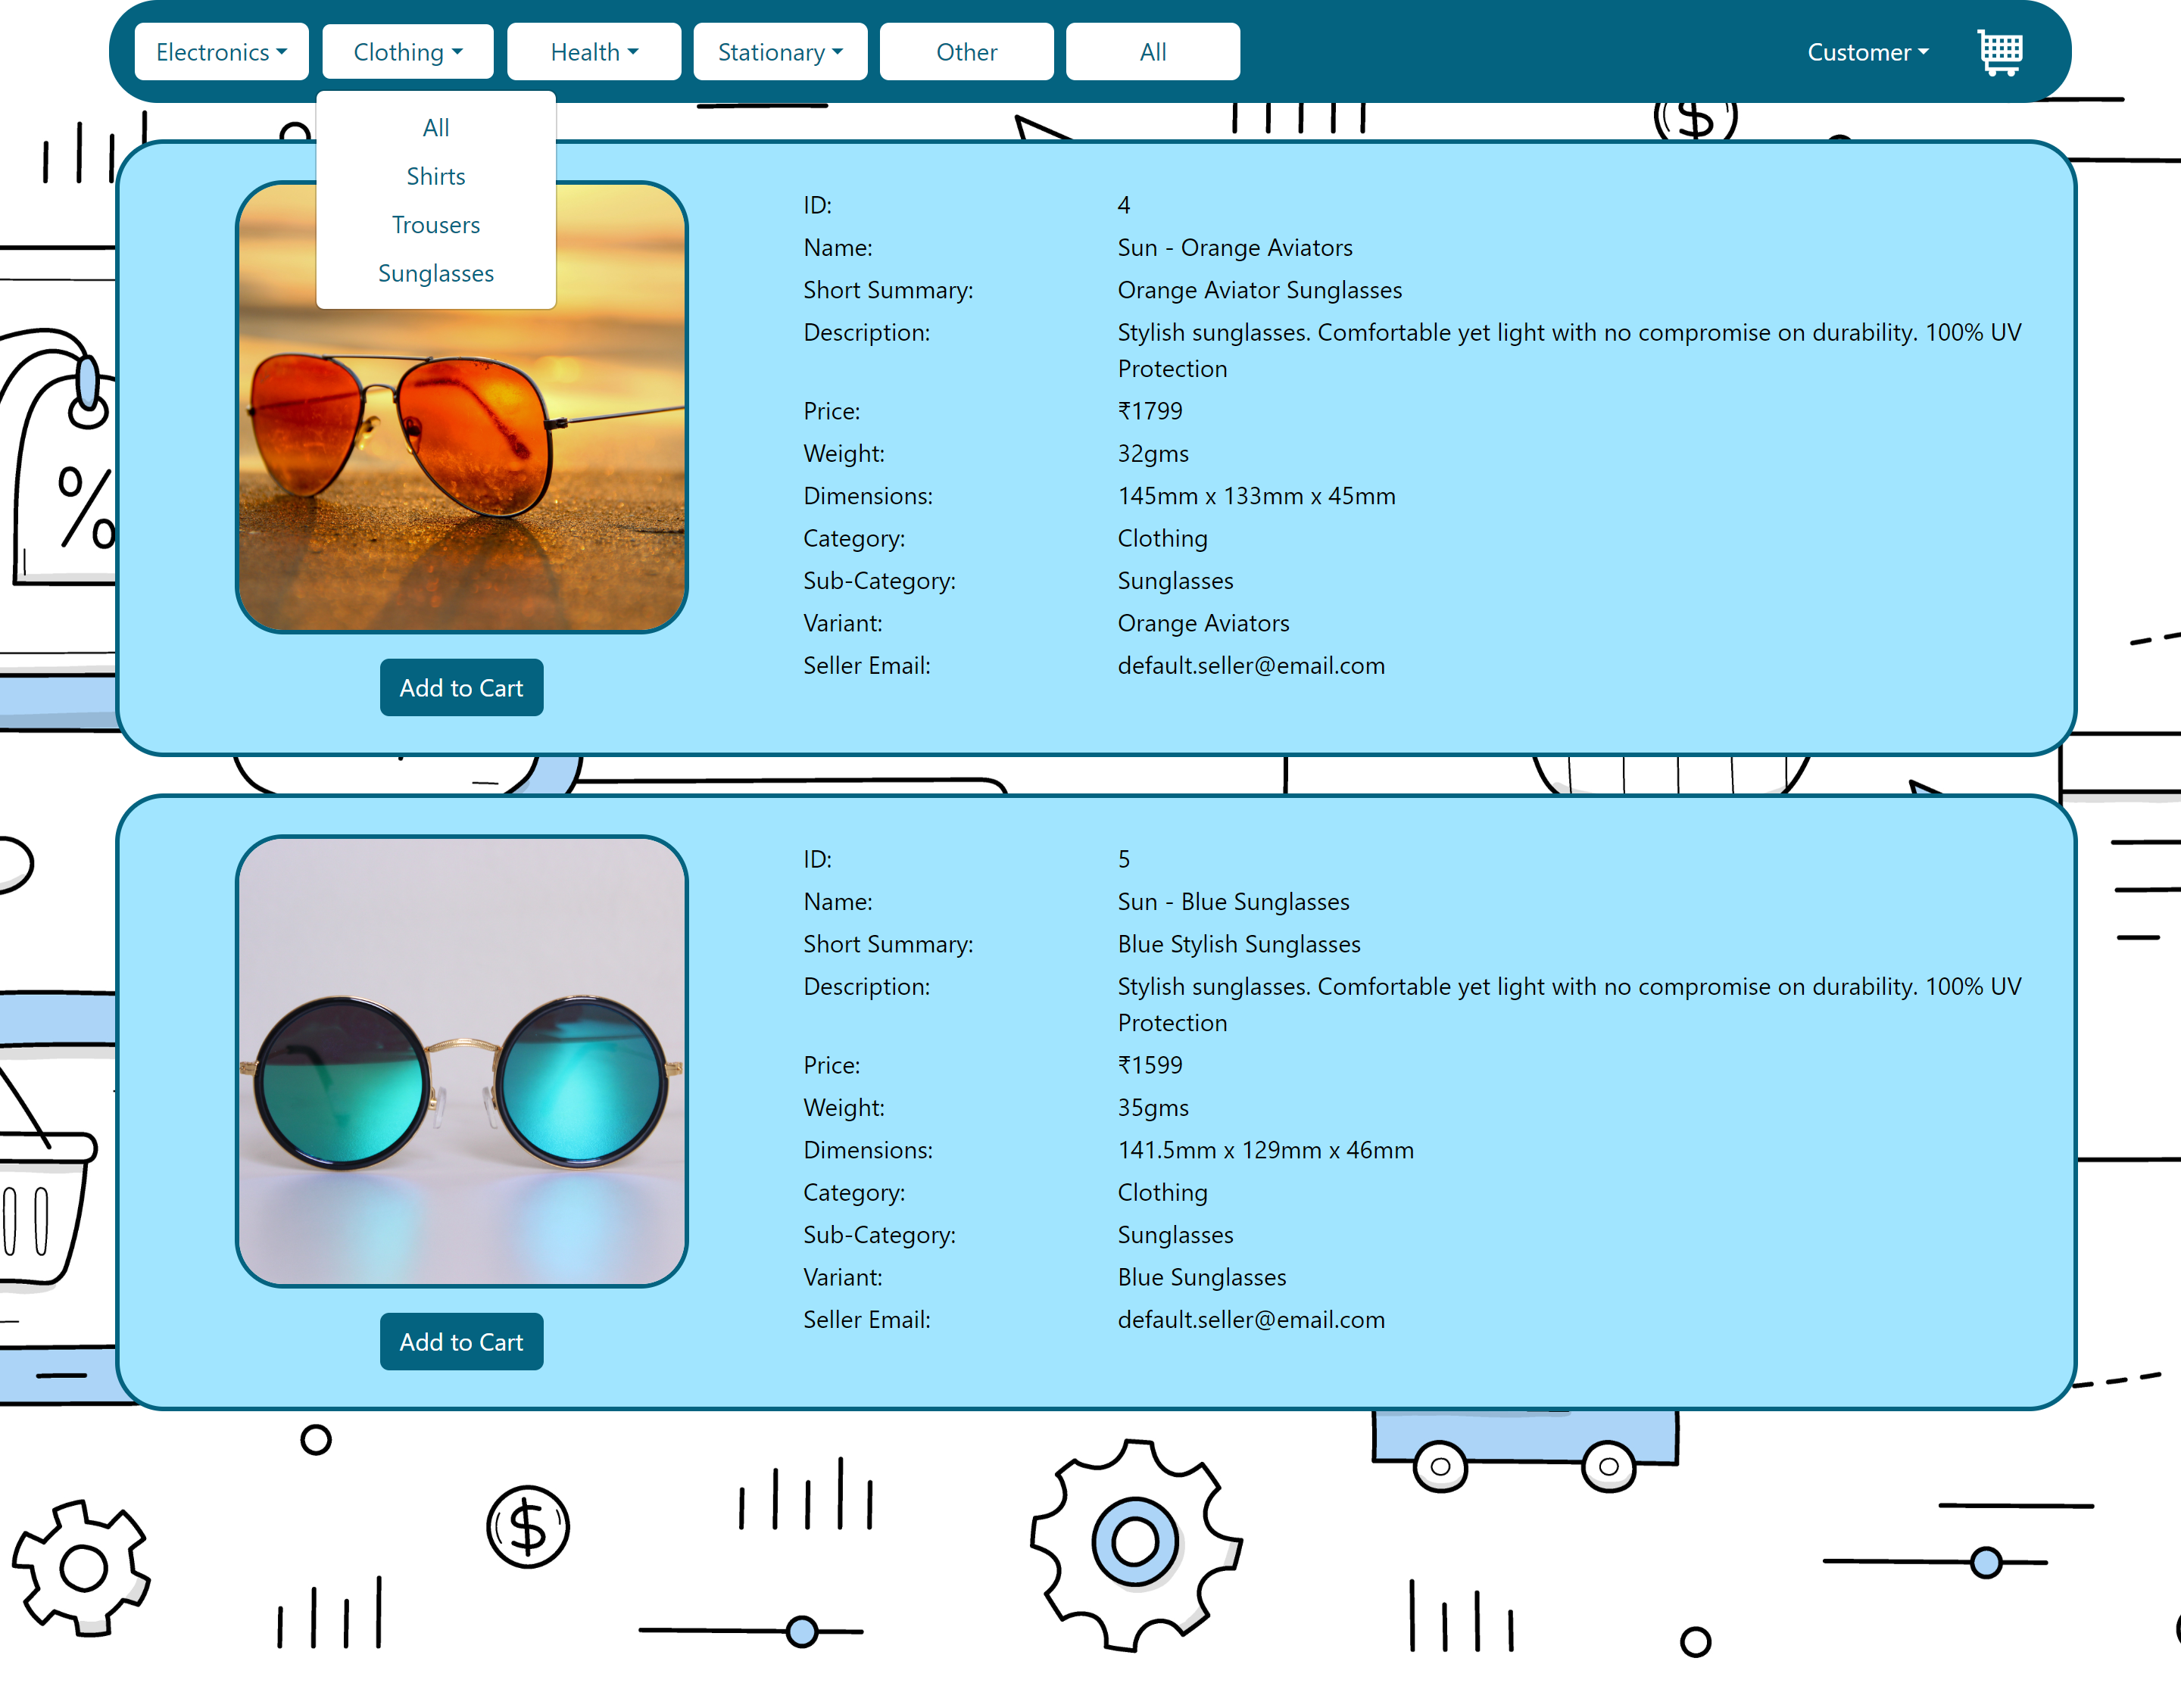 Electronics Clothing Health Stationary Other All Customer
All
Shirts
Trousers
Sunglasses
ID: 4
Name: Sun - Orange Aviators
Short Summary: Orange Aviator Sunglasses
Description: Stylish sunglasses. Comfortable yet light with no compromise on durability. 100% UV
Protection
Price: ₹1799
Weight: 32gms
Dimensions: 145mm x 133mm x 45mm
Category: Clothing
Sub-Category: Sunglasses
Variant: Orange Aviators
Seller Email: default.seller@email.com
Add to Cart
ID: 5
Name: Sun - Blue Sunglasses
Short Summary: Blue Stylish Sunglasses
Description: Stylish sunglasses. Comfortable yet light with no compromise on durability. 100% UV
Protection
Price: ₹1599
Weight: 35gms
Dimensions: 141.5mm x 129mm x 46mm
Category: Clothing
Sub-Category: Sunglasses
Variant: Blue Sunglasses
Seller Email: default.seller@email.com
Add to Cart
$
%
$